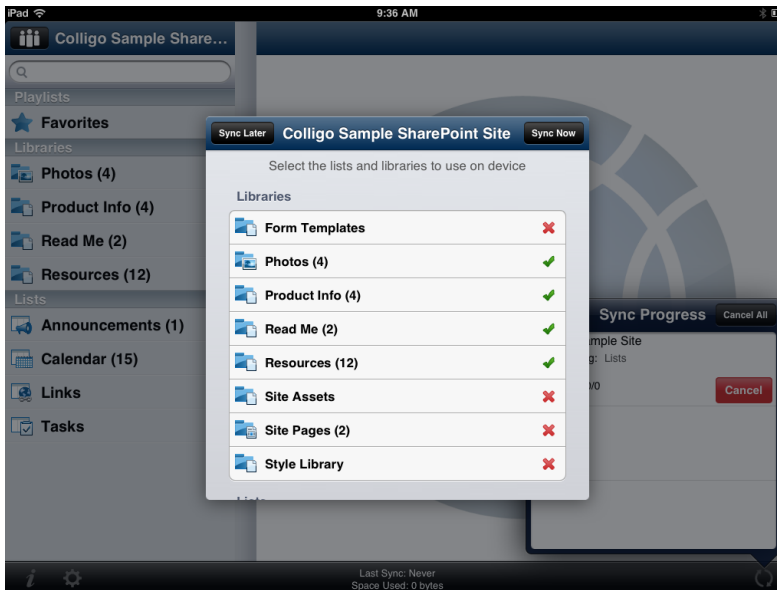 iPad
9:36 AM
Colligo Sample Share...
Playlists
Favorites
Libraries
Photos (4)
Product Info (4)
Read Me (2)
Resources (12)
Lists
Announcements (1)
Calendar (15)
Links
Tasks
Sync Later
Colligo Sample SharePoint Site
Sync Now
Select the lists and libraries to use on device
Libraries
Form Templates
Photos (4)
Product Info (4)
Read Me (2)
Resources (12)
Site Assets
Site Pages (2)
Style Library
Sync Progress
Cancel All
mple Site
g: Lists
0/0
Cancel
Last Sync: Never
Space Used: 0 bytes